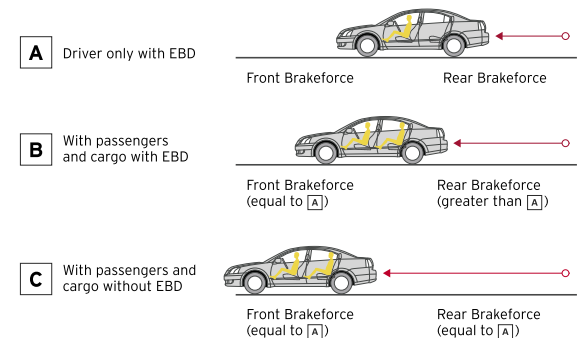 A
Driver only with EBD
Front Brakeforce
Rear Brakeforce
B
With passengers
and cargo with EBD
Front Brakeforce
(equal to A)
Rear Brakeforce
(greater than A)
C
With passengers and
cargo without EBD
Front Brakeforce
(equal to A)
Rear Brakeforce
(equal to A)